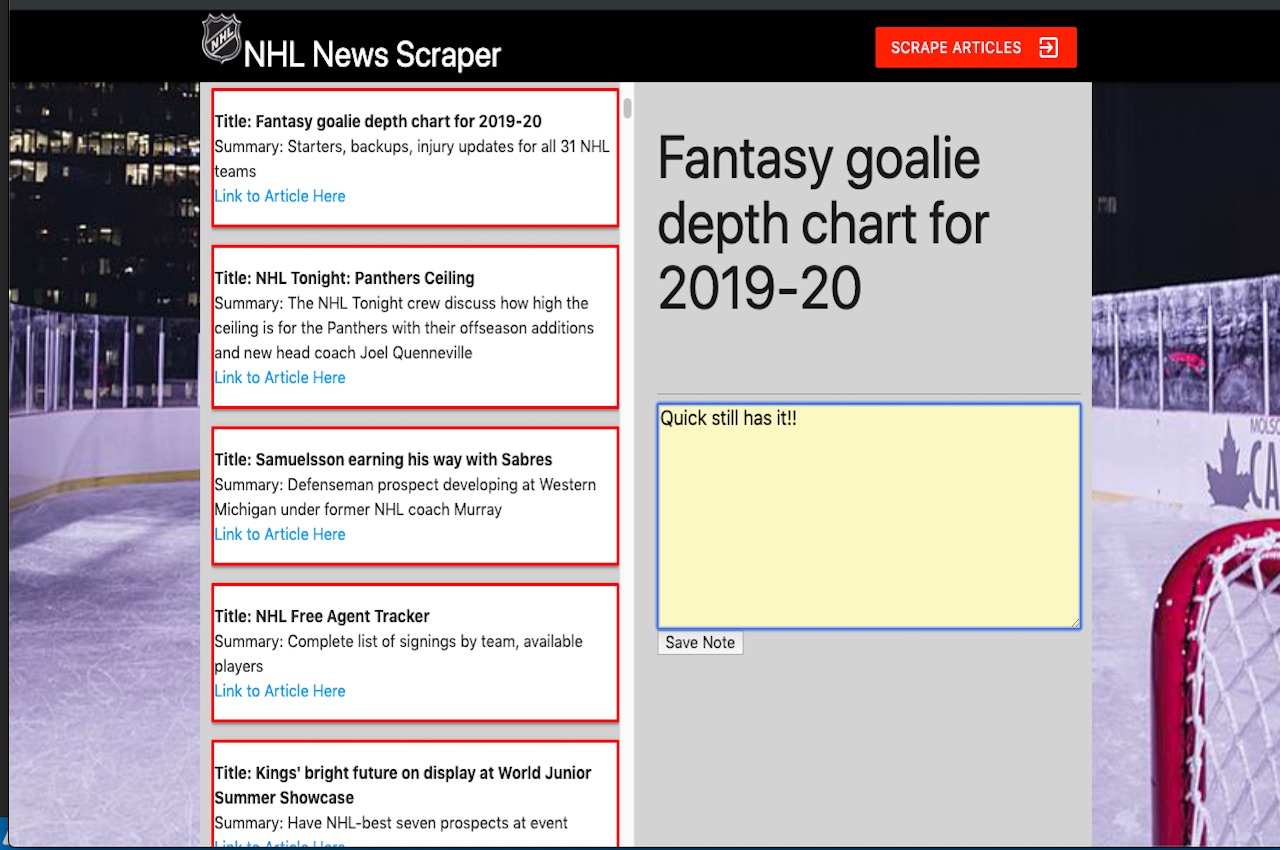 NHL
NHL News Scraper
SCRAPE ARTICLES
Title: Fantasy goalie depth chart for 2019-20
Summary: Starters, backups, injury updates for all 31 NHL
teams
Link to Article Here
Title: NHL Tonight: Panthers Ceiling
Summary: The NHL Tonight crew discuss how high the
ceiling is for the Panthers with their offseason additions
and new head coach Joel Quenneville
Link to Article Here
Title: Samuelsson earning his way with Sabres
Summary: Defenseman prospect developing at Western
Michigan under former NHL coach Murray
Link to Article Here
Title: NHL Free Agent Tracker
Summary: Complete list of signings by team, available
players
Link to Article Here
Title: Kings' bright future on display at World Junior
Summer Showcase
Summary: Have NHL-best seven prospects at event
Link to Article Here
Fantasy goalie
depth chart for
2019-20
Quick still has it!!
Save Note
MOLSO
CA